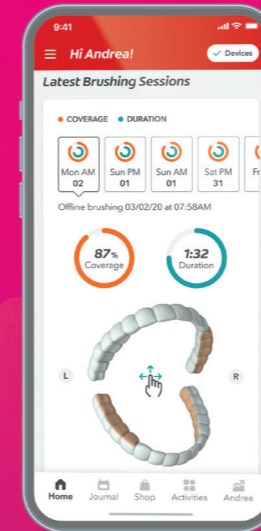 9:41
Hi Andrea!
Devices
Latest Brushing Sessions
COVERAGE DURATION
Mon AM Sun PM Sun AM Sat PM
02 01 01 31
Offline brushing 03/02/20 at 07:58AM
87% 1:32
Coverage Duration
L R
Home Journal Shop Activities Andrea